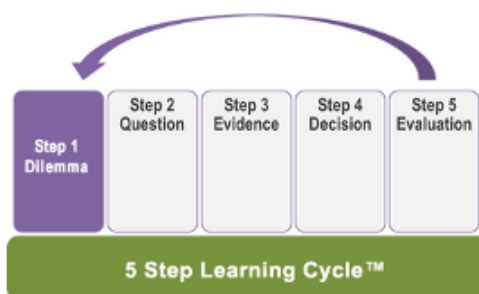 Step 1
Dilemma
Step 2
Question
Step 3
Evidence
Step 4
Decision
Step 5
Evaluation
5 Step Learning Cycle™